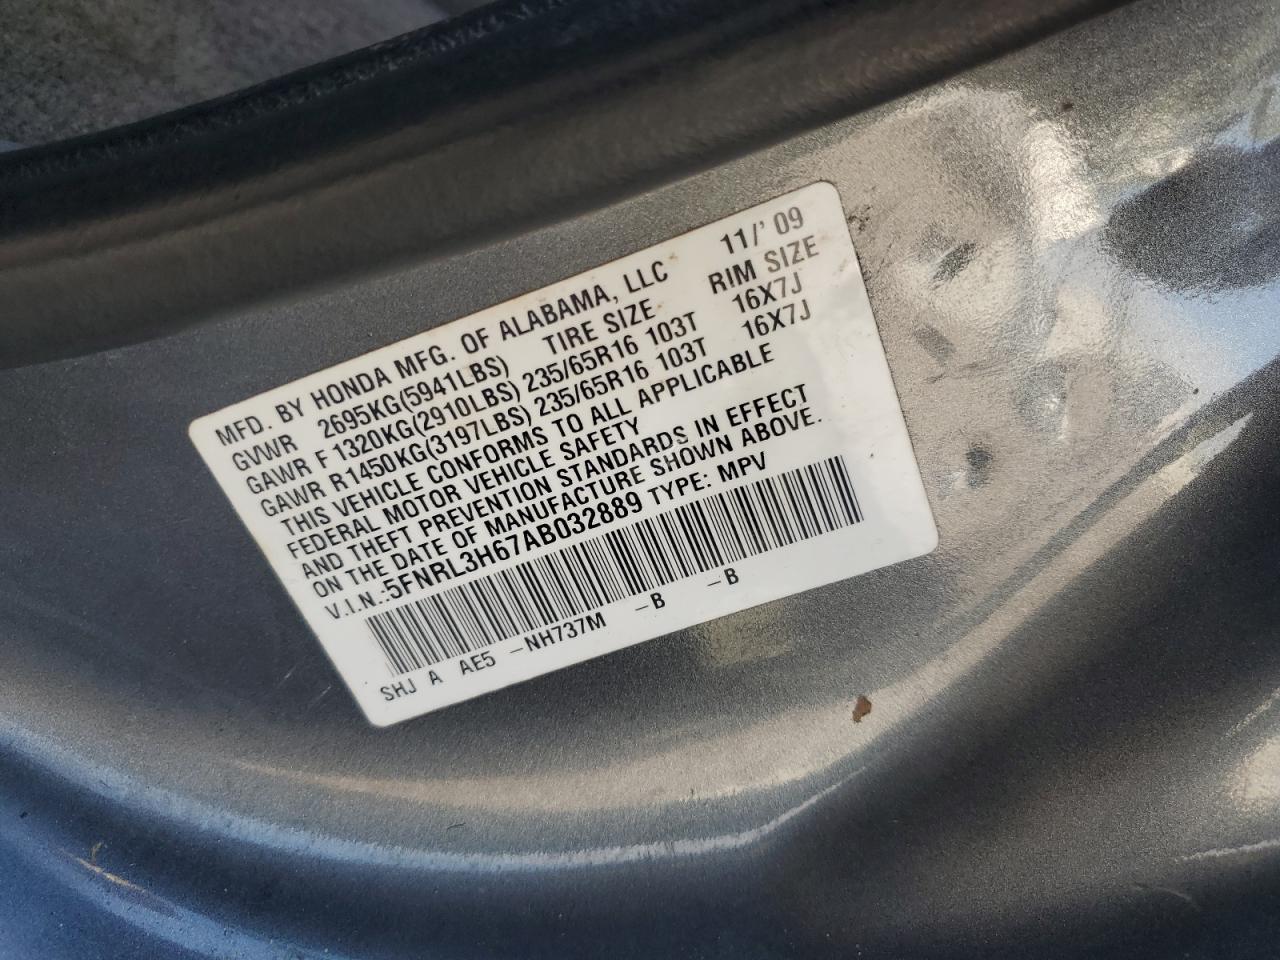 MFD. BY HONDA MFG. OF ALABAMA, LLC 11/' 09
GVWR 2695KG(5941LBS) TIRE SIZE RIM SIZE
GAWR F 1320KG(2910LBS) 235/65R16 103T 16X7J
GAWR R1450KG(3197LBS) 235/65R16 103T 16X7J
THIS VEHICLE CONFORMS TO ALL APPLICABLE
FEDERAL MOTOR VEHICLE SAFETY
AND THEFT PREVENTION STANDARDS IN EFFECT
ON THE DATE OF MANUFACTURE SHOWN ABOVE.
V.I.N.:5FNRL3H67AB032889 TYPE: MPV
SHJ A AE5 –NH737M –B –B